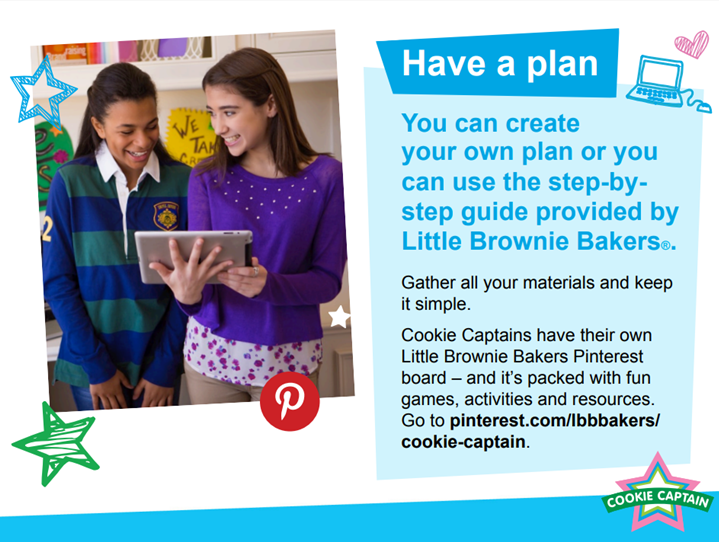 raising
WE
TAKE
2
Have a plan
You can create
your own plan or you
can use the step-by-
step guide provided by
Little Brownie Bakers®.
Gather all your materials and keep
it simple.
Cookie Captains have their own
Little Brownie Bakers Pinterest
board – and it’s packed with fun
games, activities and resources.
Go to pinterest.com/lbbbakers/
cookie-captain.
COOKIE CAPTAIN